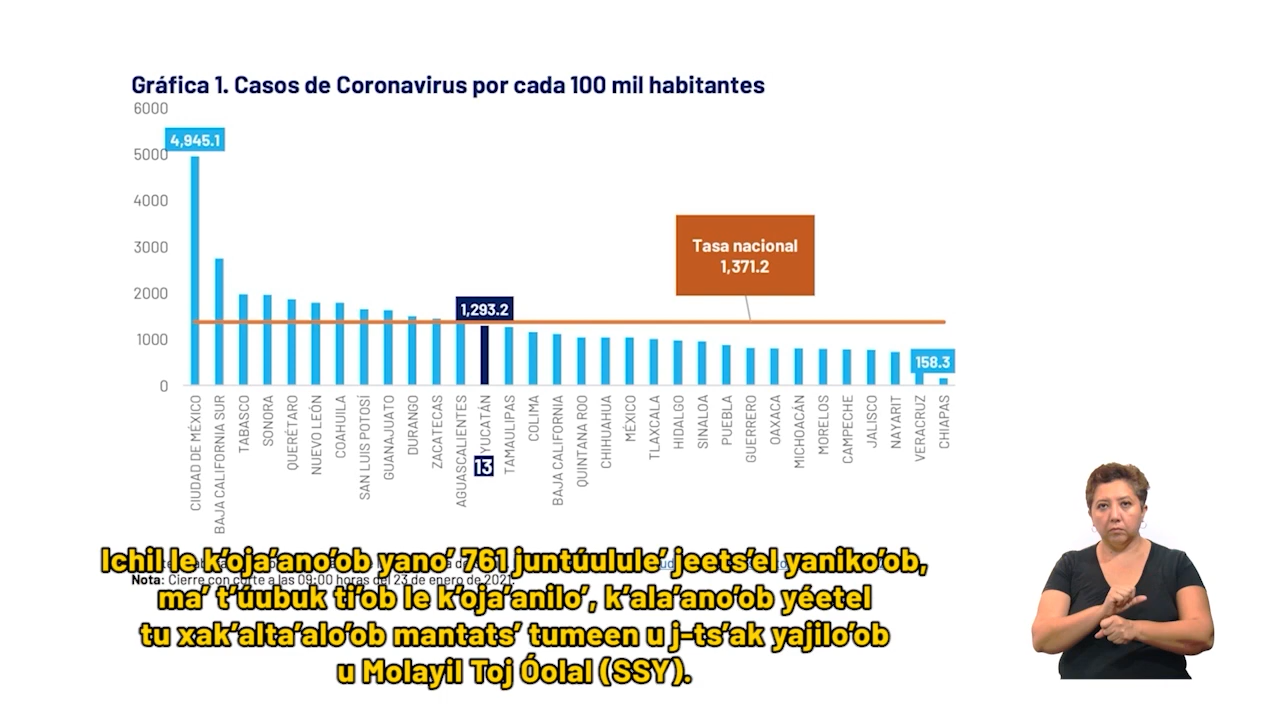 Gráfica 1. Casos de Coronavirus por cada 100 mil habitantes
6000
5000
4000
3000
2000
1000
0
4,945.1
1,293.2
Tasa nacional
1,371.2
158.3
CIUDAD DE MÉXICO
BAJA CALIFORNIA SUR
TABASCO
SONORA
QUERÉTARO
NUEVO LEÓN
COAHUILA
SAN LUIS POTOSÍ
GUANAJUATO
DURANGO
ZACATECAS
AGUASCALIENTES
YUCATÁN
13
TAMAULIPAS
COLIMA
BAJA CALIFORNIA
QUINTANA ROO
CHIHUAHUA
MÉXICO
TLAXCALA
HIDALGO
SINALOA
PUEBLA
GUERRERO
OAXACA
MICHOACÁN
MORELOS
CAMPECHE
JALISCO
NAYARIT
VERACRUZ
CHIAPAS
Nota: Cierre con corte a las 09:00 horas del 23 de enero de 2021.
Ichil le k'oja'ano'ob yano' 761 juntúulule' jeets'el yaniko'ob,
ma' t'úubuk ti'ob le k'oja'anilo', k'ala'ano'ob yéetel
tu xak'alta'alo'ob mantats' tumeen u j-ts'ak yajilo'ob
u Molayil Toj Óolal (SSY).